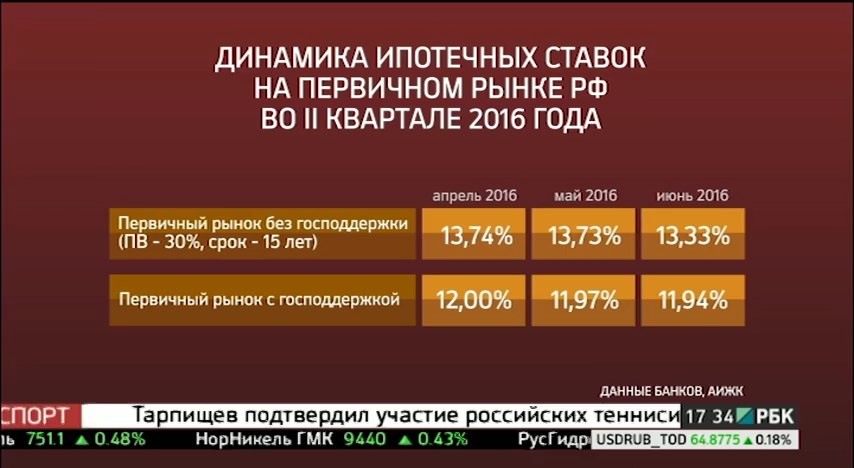 ДИНАМИКА ИПОТЕЧНЫХ СТАВОК
НА ПЕРВИЧНОМ РЫНКЕ РФ
ВО II КВАРТАЛЕ 2016 ГОДА
апрель 2016 май 2016 июнь 2016
Первичный рынок без господдержки
(ПВ - 30%, срок - 15 лет)
13,74% 13,73% 13,33%
Первичный рынок с господдержкой 12,00% 11,97% 11,94%
ДАННЫЕ БАНКОВ, АИЖК
СПОРТ Тарпищев подтвердил участие российских тенниси 17 34 РБК
ль 751.1 ▲ 0.48% НорНикель ГМК 9440 ▲ 0.43% РусГидр USDRUB_TOD 64.8775 ▲ 0.18%